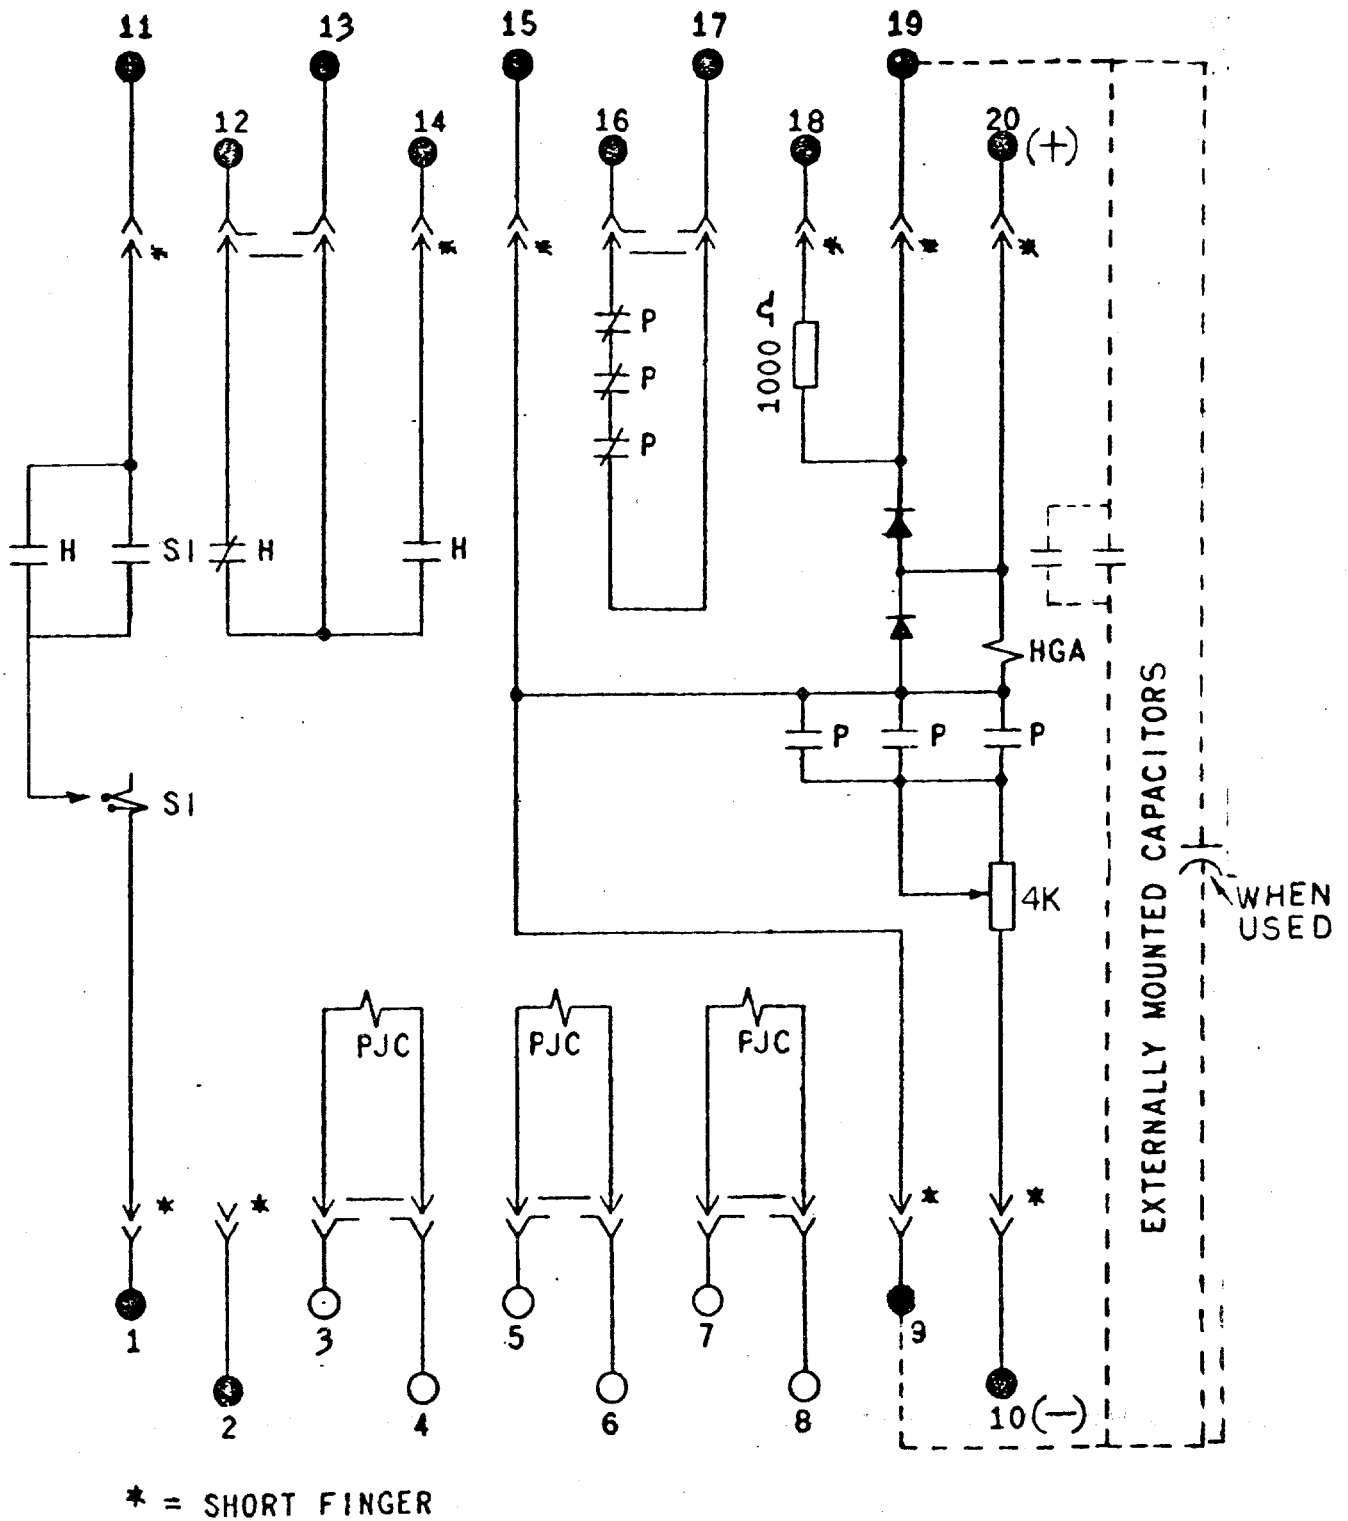 11
13
15
17
19
12
14
16
18
20 (+)
*
*
*
*
*
*
P
P
P
1000 Ω
H
SI
H
H
HGA
P
P
P
SI
4K
EXTERNALLY MOUNTED CAPACITORS
WHEN
USED
PJC
PJC
PJC
*
*
*
*
1
3
5
7
9
2
4
6
8
10 (—)
* = SHORT FINGER